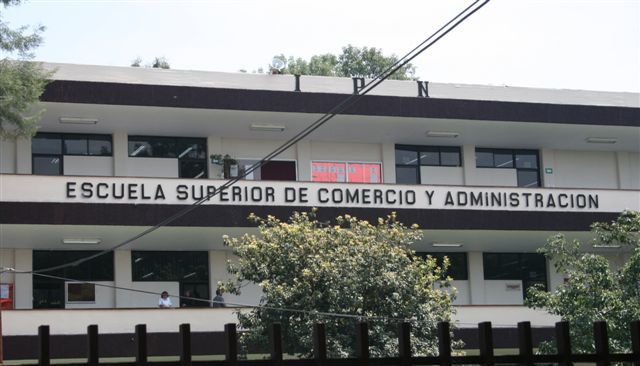 I P N
ESCUELA SUPERIOR DE COMERCIO Y ADMINISTRACION